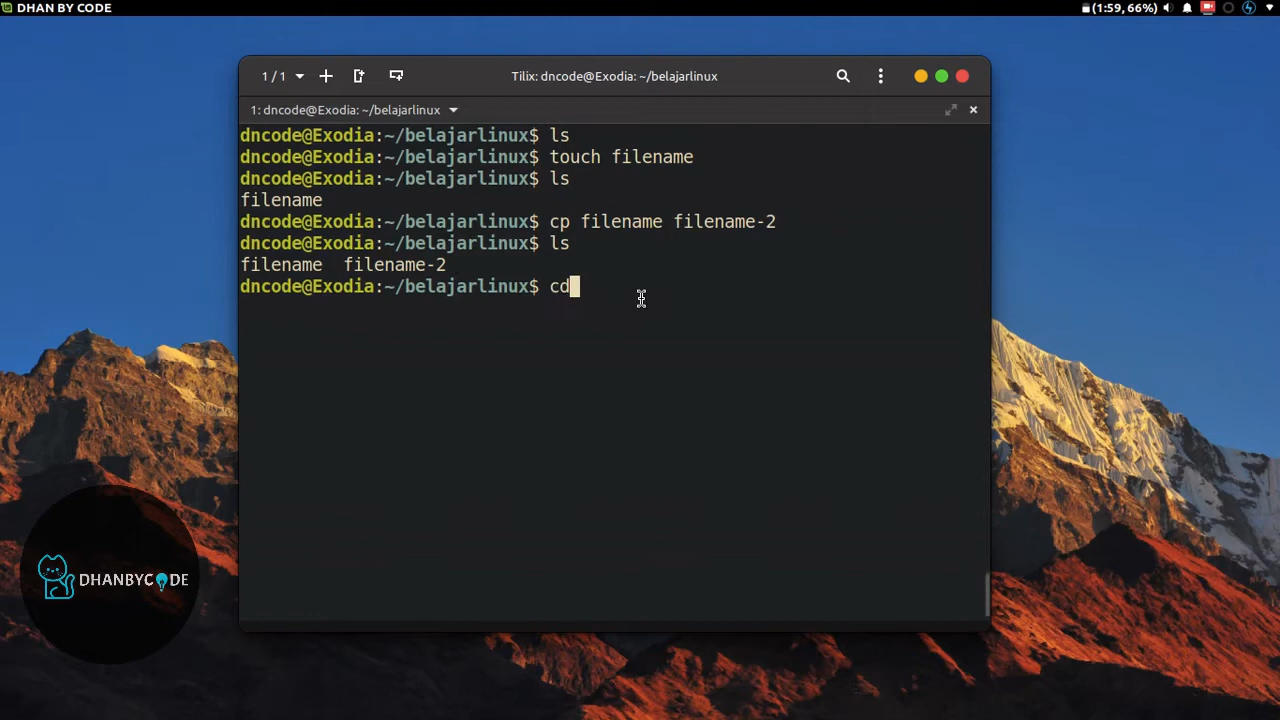 DHAN BY CODE
(1:59, 66%)
1 / 1
Tilix: dncode@Exodia: ~/belajarlinux
1: dncode@Exodia: ~/belajarlinux
dncode@Exodia:~/belajarlinux$ ls
dncode@Exodia:~/belajarlinux$ touch filename
dncode@Exodia:~/belajarlinux$ ls
filename
dncode@Exodia:~/belajarlinux$ cp filename filename-2
dncode@Exodia:~/belajarlinux$ ls
filename  filename-2
dncode@Exodia:~/belajarlinux$ cd
DHANBYCODE